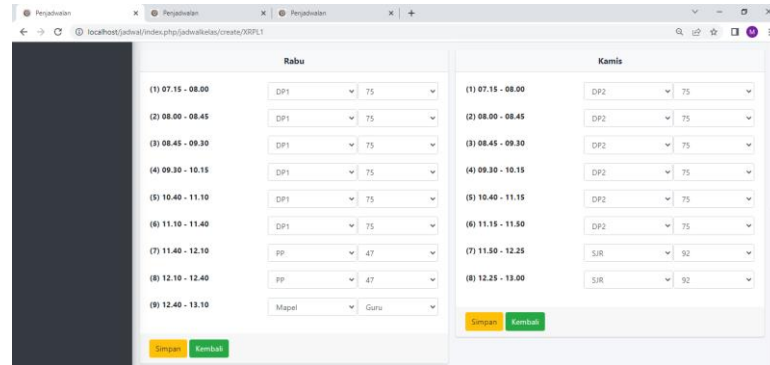 Penjadwalan
Penjadwalan
Penjadwalan
localhost/jadwal/index.php/jadwalkelas/create/XRPL1
M
Rabu
(1) 07.15 - 08.00 DP1 75
(2) 08.00 - 08.45 DP1 75
(3) 08.45 - 09.30 DP1 75
(4) 09.30 - 10.15 DP1 75
(5) 10.40 - 11.10 DP1 75
(6) 11.10 - 11.40 DP1 75
(7) 11.40 - 12.10 PP 47
(8) 12.10 - 12.40 PP 47
(9) 12.40 - 13.10 Mapel Guru
Simpan Kembali
Kamis
(1) 07.15 - 08.00 DP2 75
(2) 08.00 - 08.45 DP2 75
(3) 08.45 - 09.30 DP2 75
(4) 09.30 - 10.15 DP2 75
(5) 10.40 - 11.15 DP2 75
(6) 11.15 - 11.50 DP2 75
(7) 11.50 - 12.25 SJR 92
(8) 12.25 - 13.00 SJR 92
Simpan Kembali